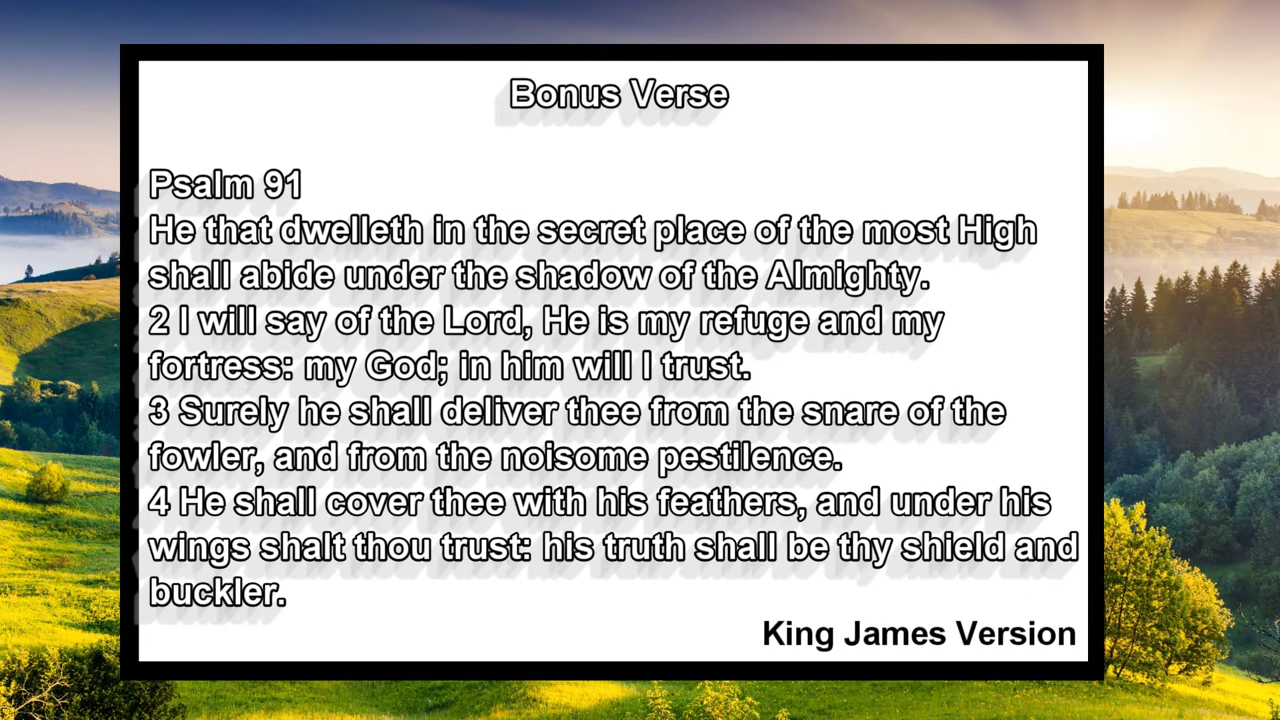 Bonus Verse
Psalm 91
He that dwelleth in the secret place of the most High
shall abide under the shadow of the Almighty.
2 I will say of the Lord, He is my refuge and my
fortress: my God; in him will I trust.
3 Surely he shall deliver thee from the snare of the
fowler, and from the noisome pestilence.
4 He shall cover thee with his feathers, and under his
wings shalt thou trust: his truth shall be thy shield and
buckler.
King James Version